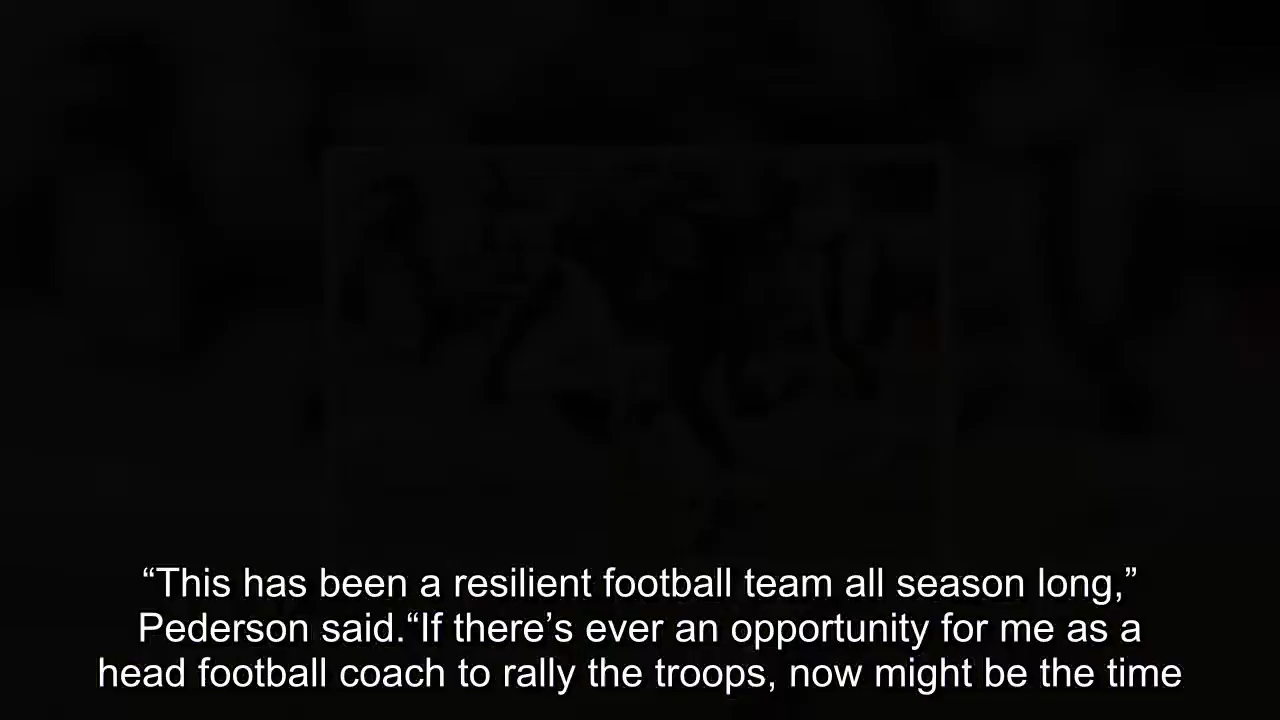 “This has been a resilient football team all season long,”
Pederson said.“If there’s ever an opportunity for me as a
head football coach to rally the troops, now might be the time